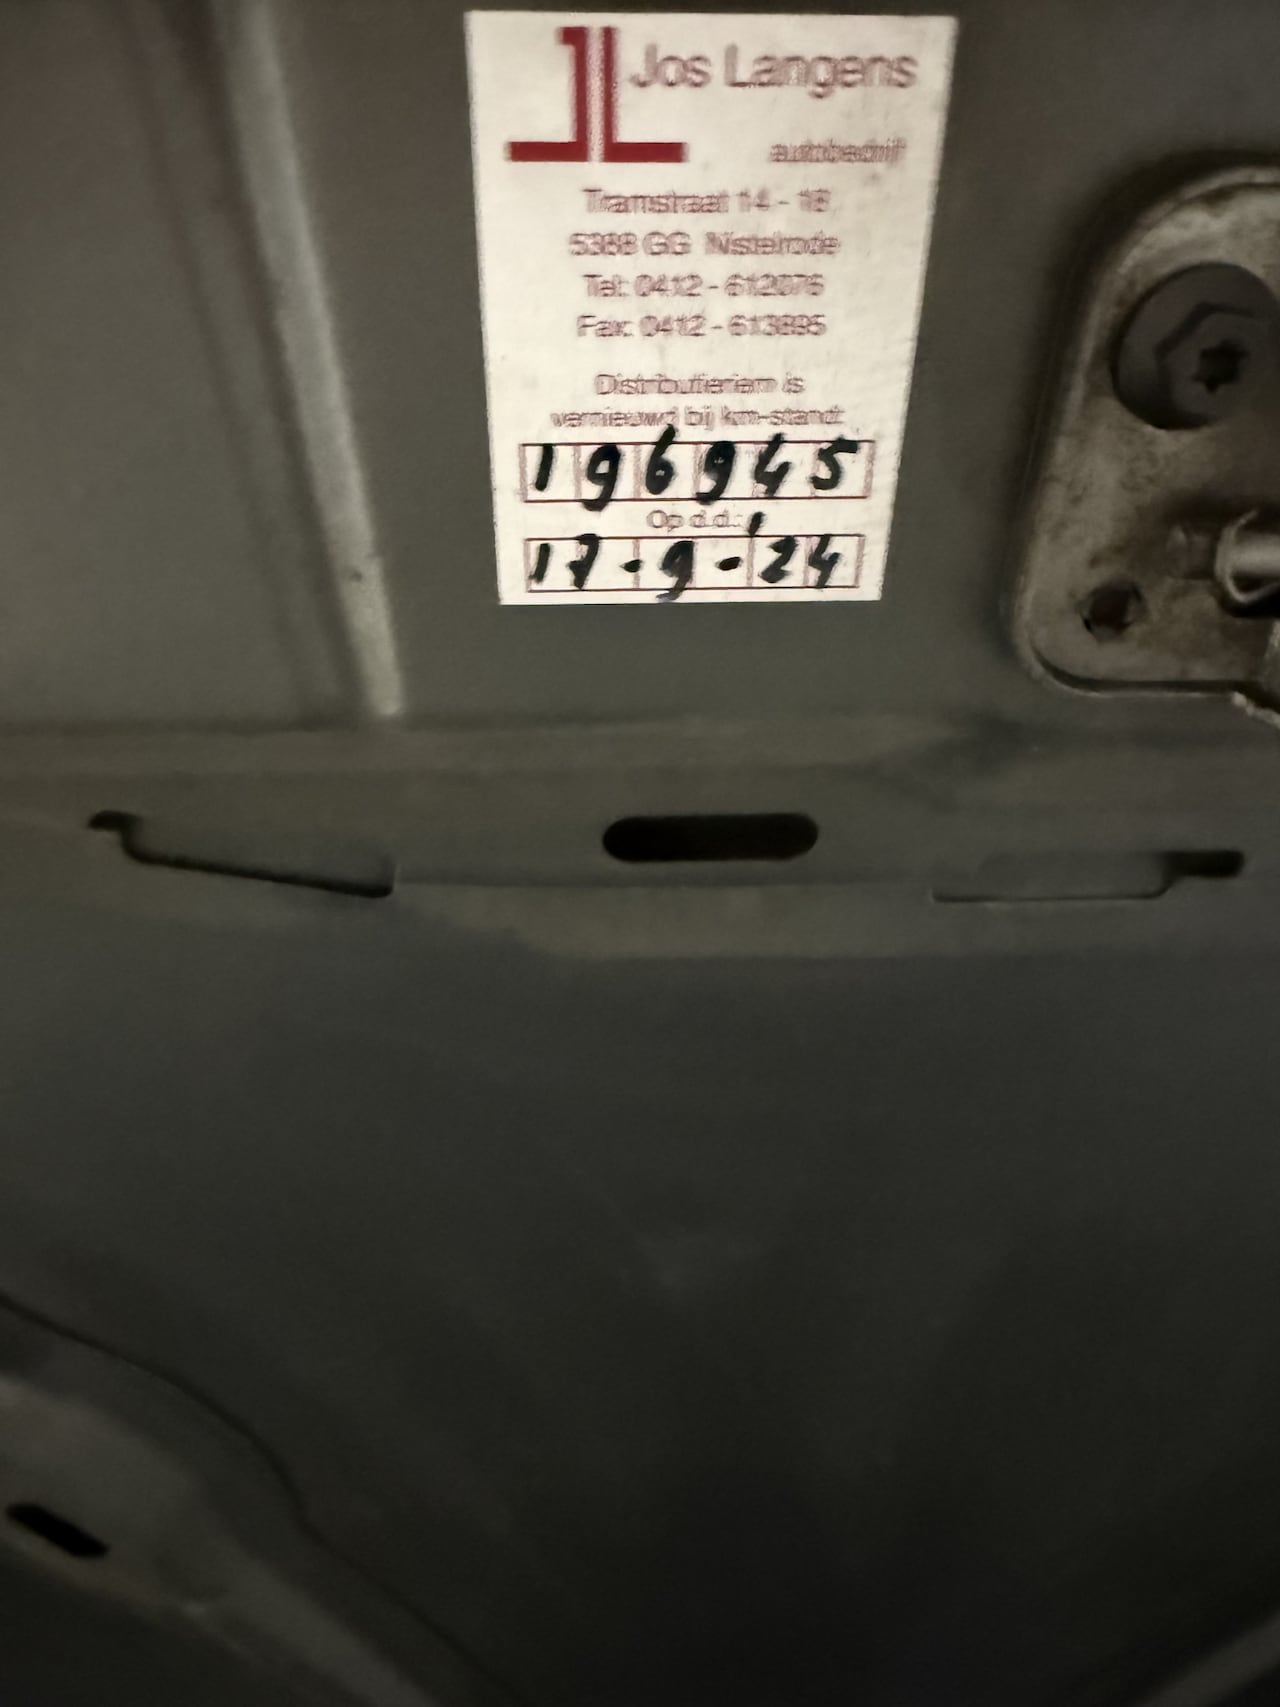 JL
Jos Langens
autobedrijf
Tramstraat 14 - 18
5388 GG Nistelrode
Tel: 0412 - 612076
Fax: 0412 - 613895
Distributieriem is
vernieuwd bij km-stand:
196945
Op d.d.:
17-9-'24